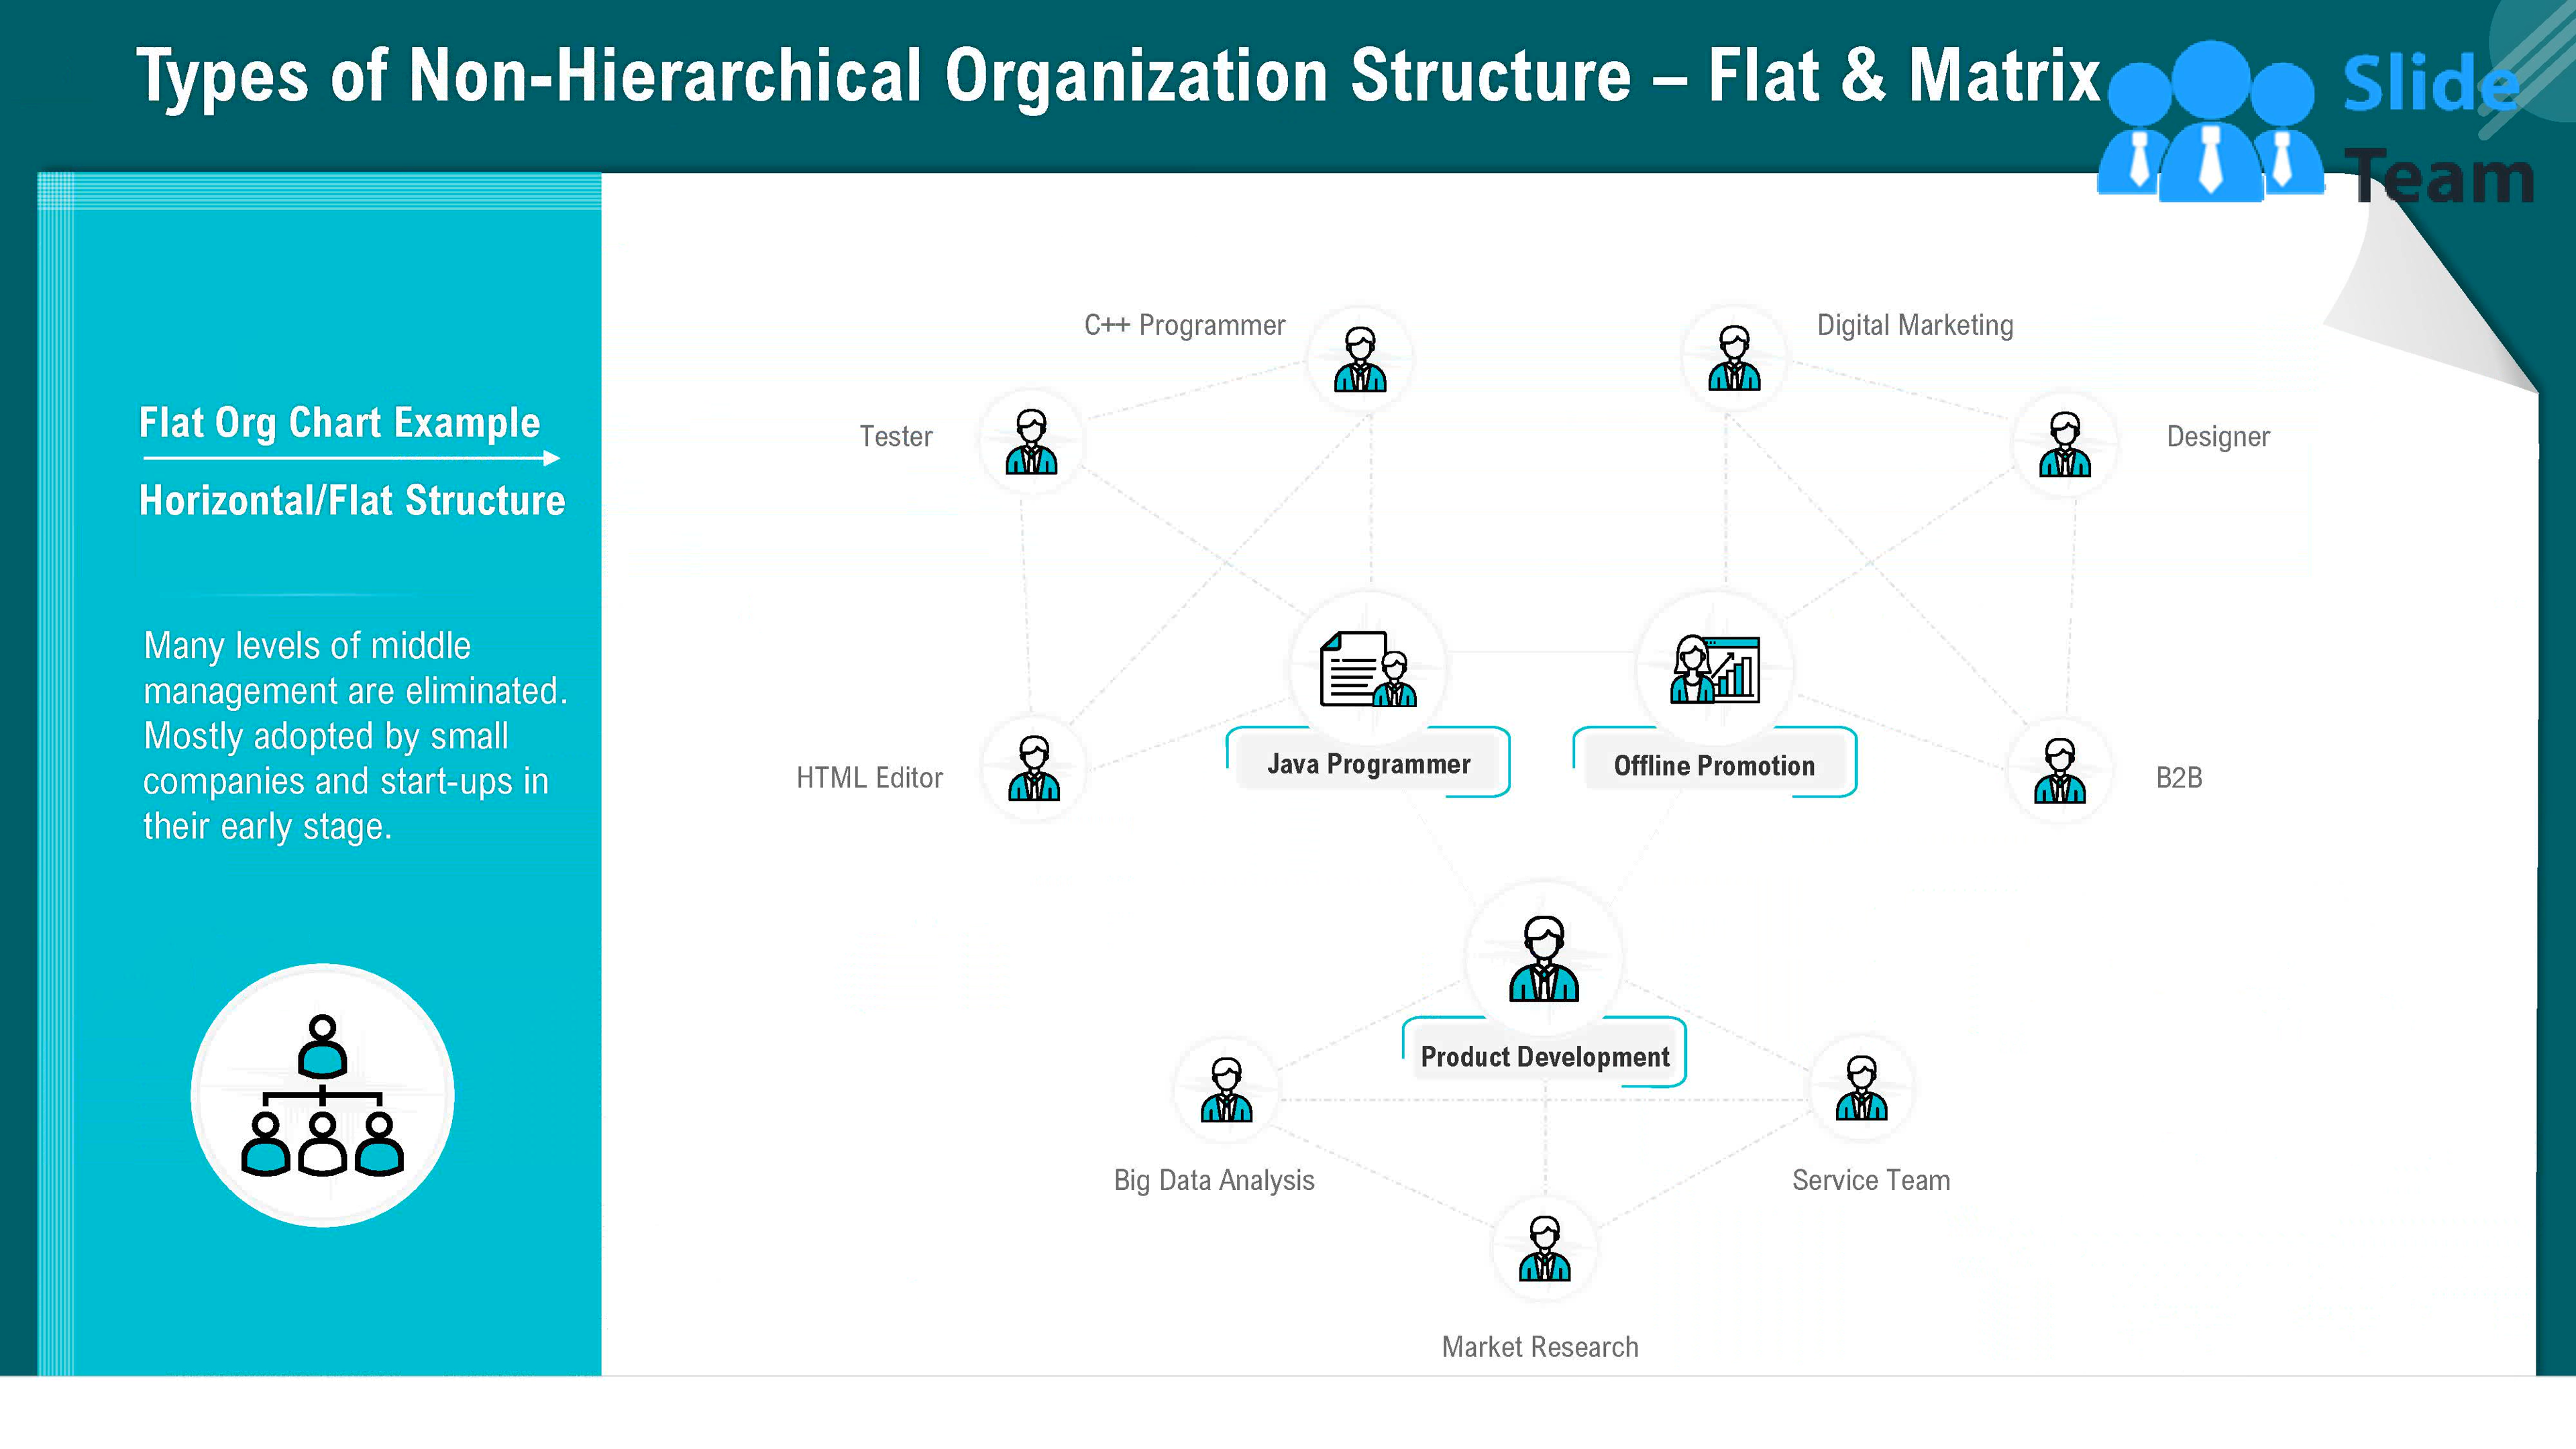 Types of Non-Hierarchical Organization Structure – Flat & Matrix
Slide
Team
Flat Org Chart Example
Horizontal/Flat Structure
Many levels of middle
management are eliminated.
Mostly adopted by small
companies and start-ups in
their early stage.
C++ Programmer
Digital Marketing
Tester
Designer
HTML Editor
Java Programmer
Offline Promotion
B2B
Product Development
Big Data Analysis
Service Team
Market Research